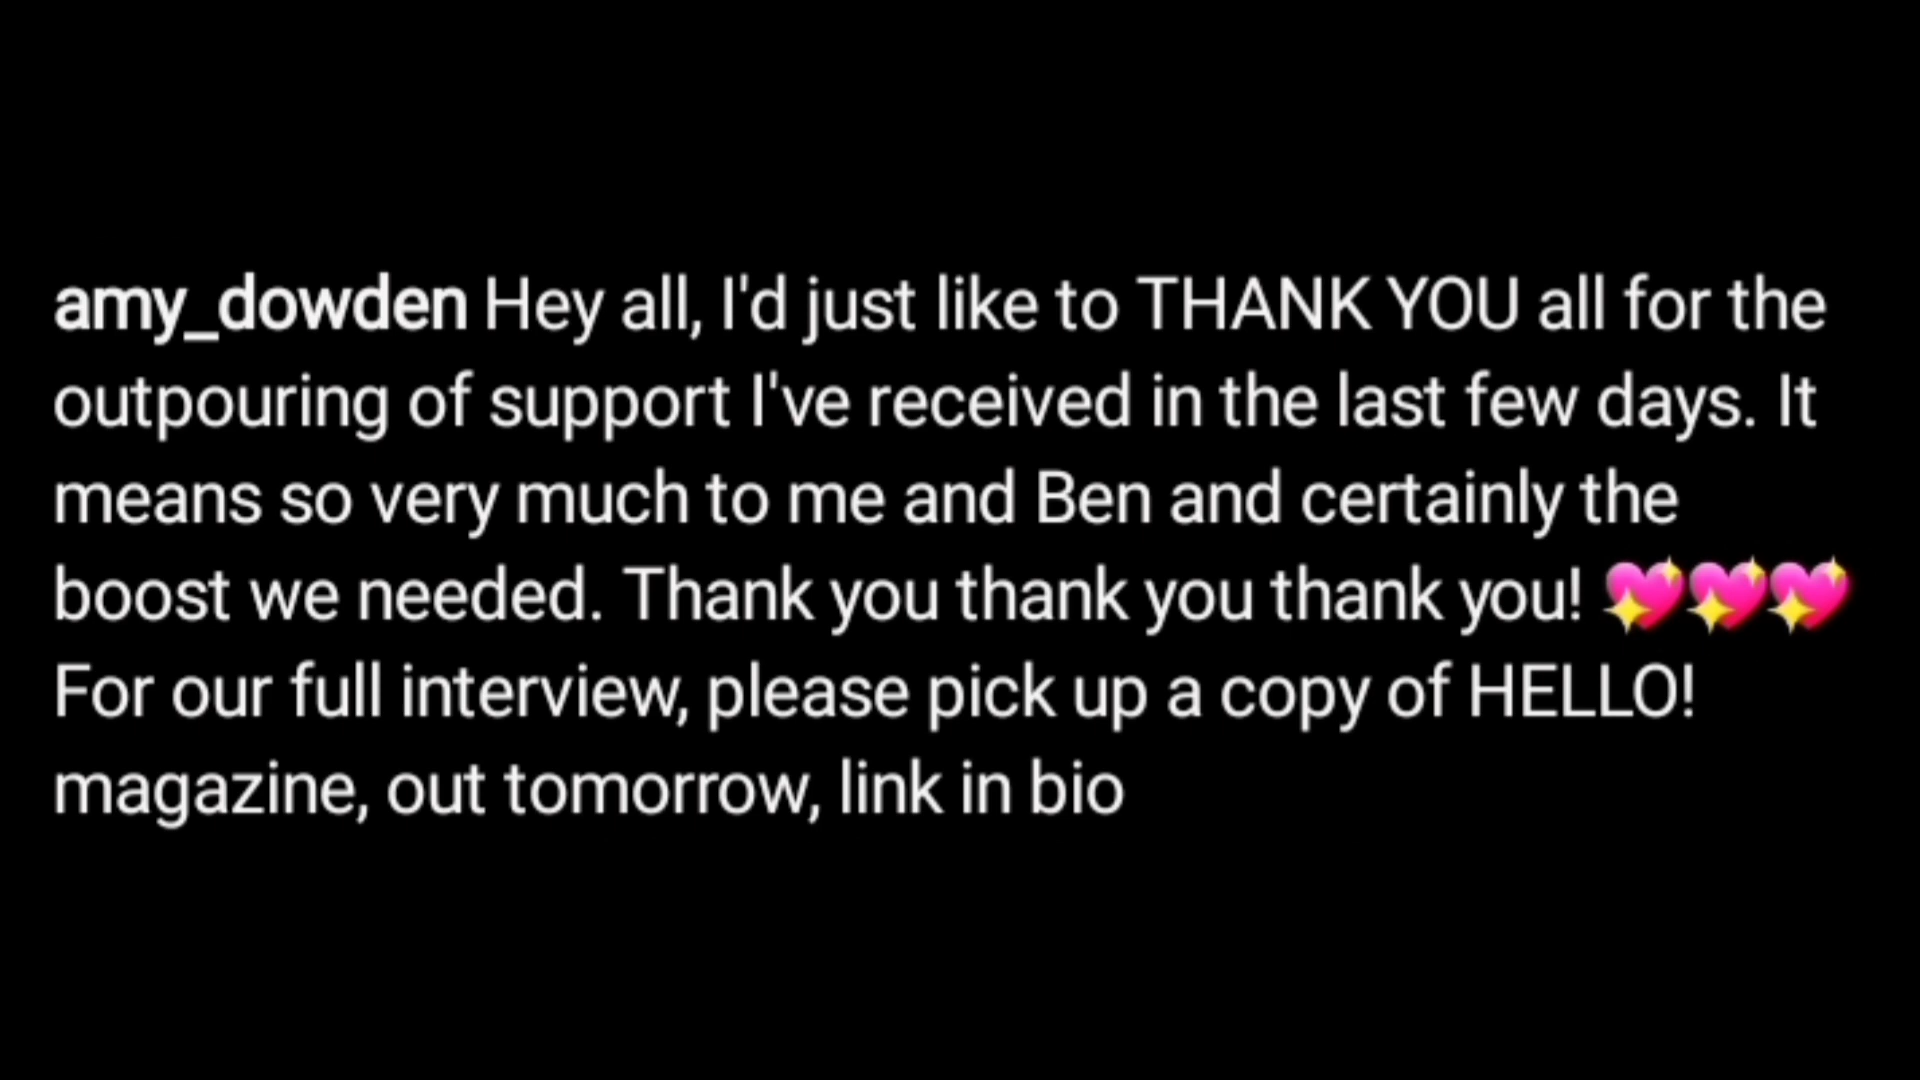 amy_dowden Hey all, I'd just like to THANK YOU all for the
outpouring of support I've received in the last few days. It
means so very much to me and Ben and certainly the
boost we needed. Thank you thank you thank you! 💖💖💖
For our full interview, please pick up a copy of HELLO!
magazine, out tomorrow, link in bio